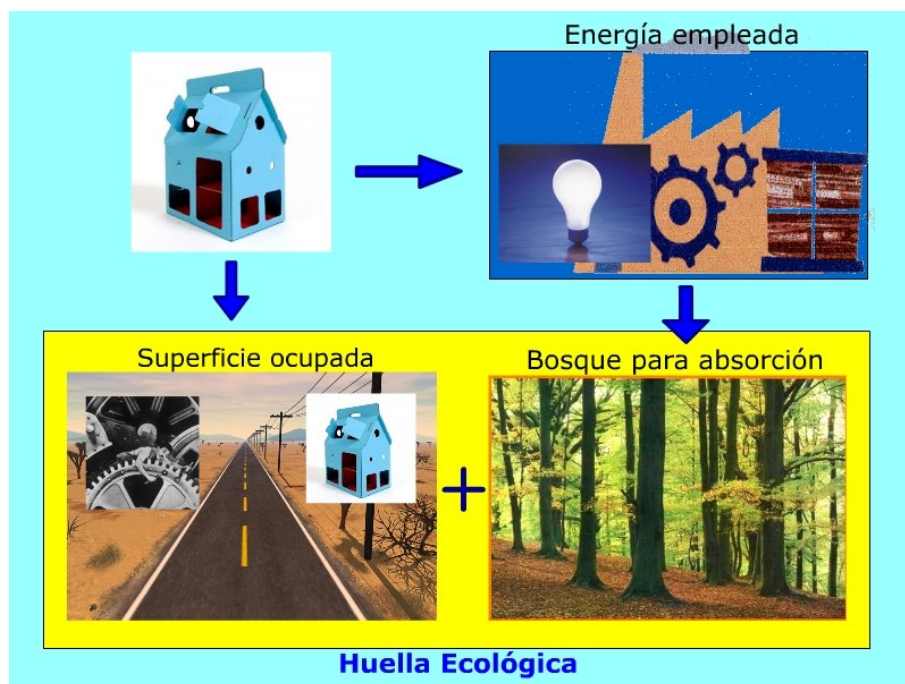 Energía empleada
Superficie ocupada
Bosque para absorción
+
Huella Ecológica